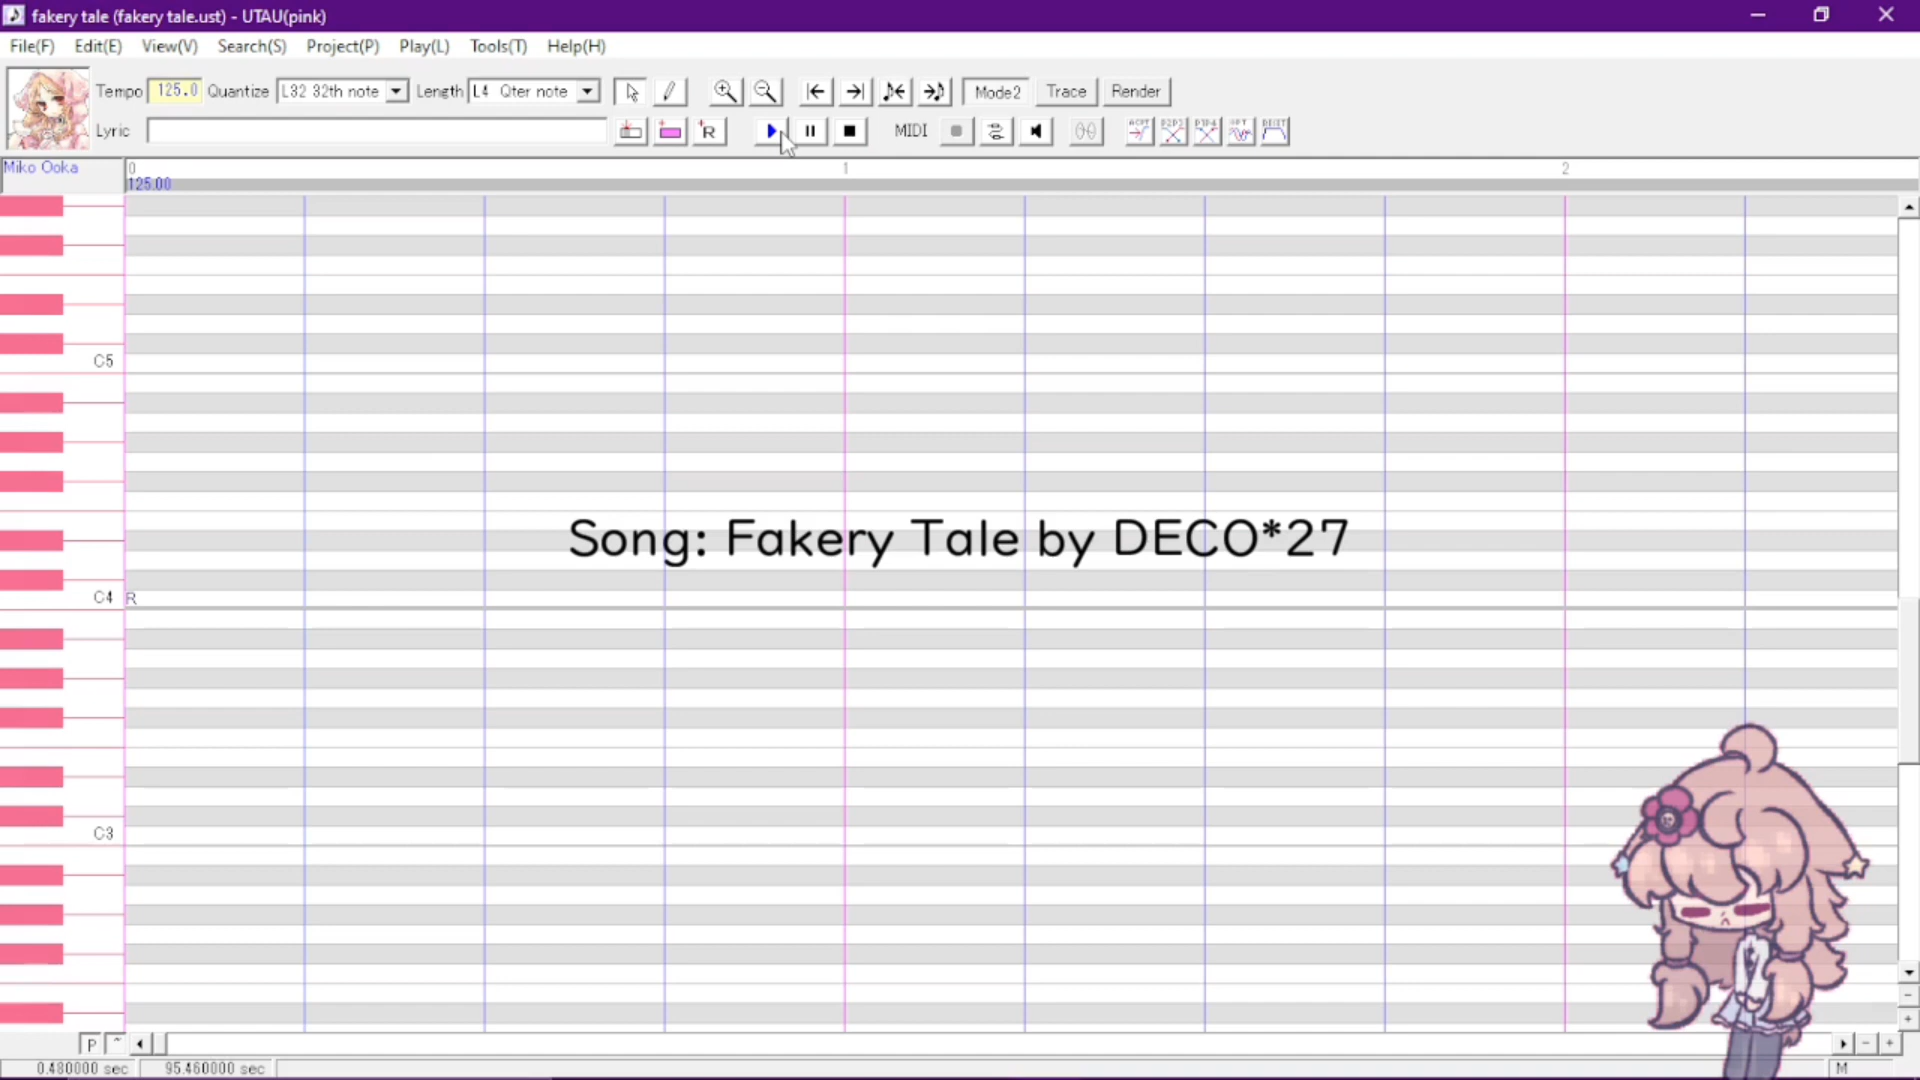 fakery tale (fakery tale.ust) - UTAU(pink)
File(F) Edit(E) View(V) Search(S) Project(P) Play(L) Tools(T) Help(H)
Tempo 125.0 Quantize L32 32th note Length L4 Qter note Mode2 Trace Render
Lyric R MIDI
Miko Ooka 0 1 2
125.00
C5
Song: Fakery Tale by DECO*27
C4 R
C3
P ^
0.480000 sec 95.460000 sec M